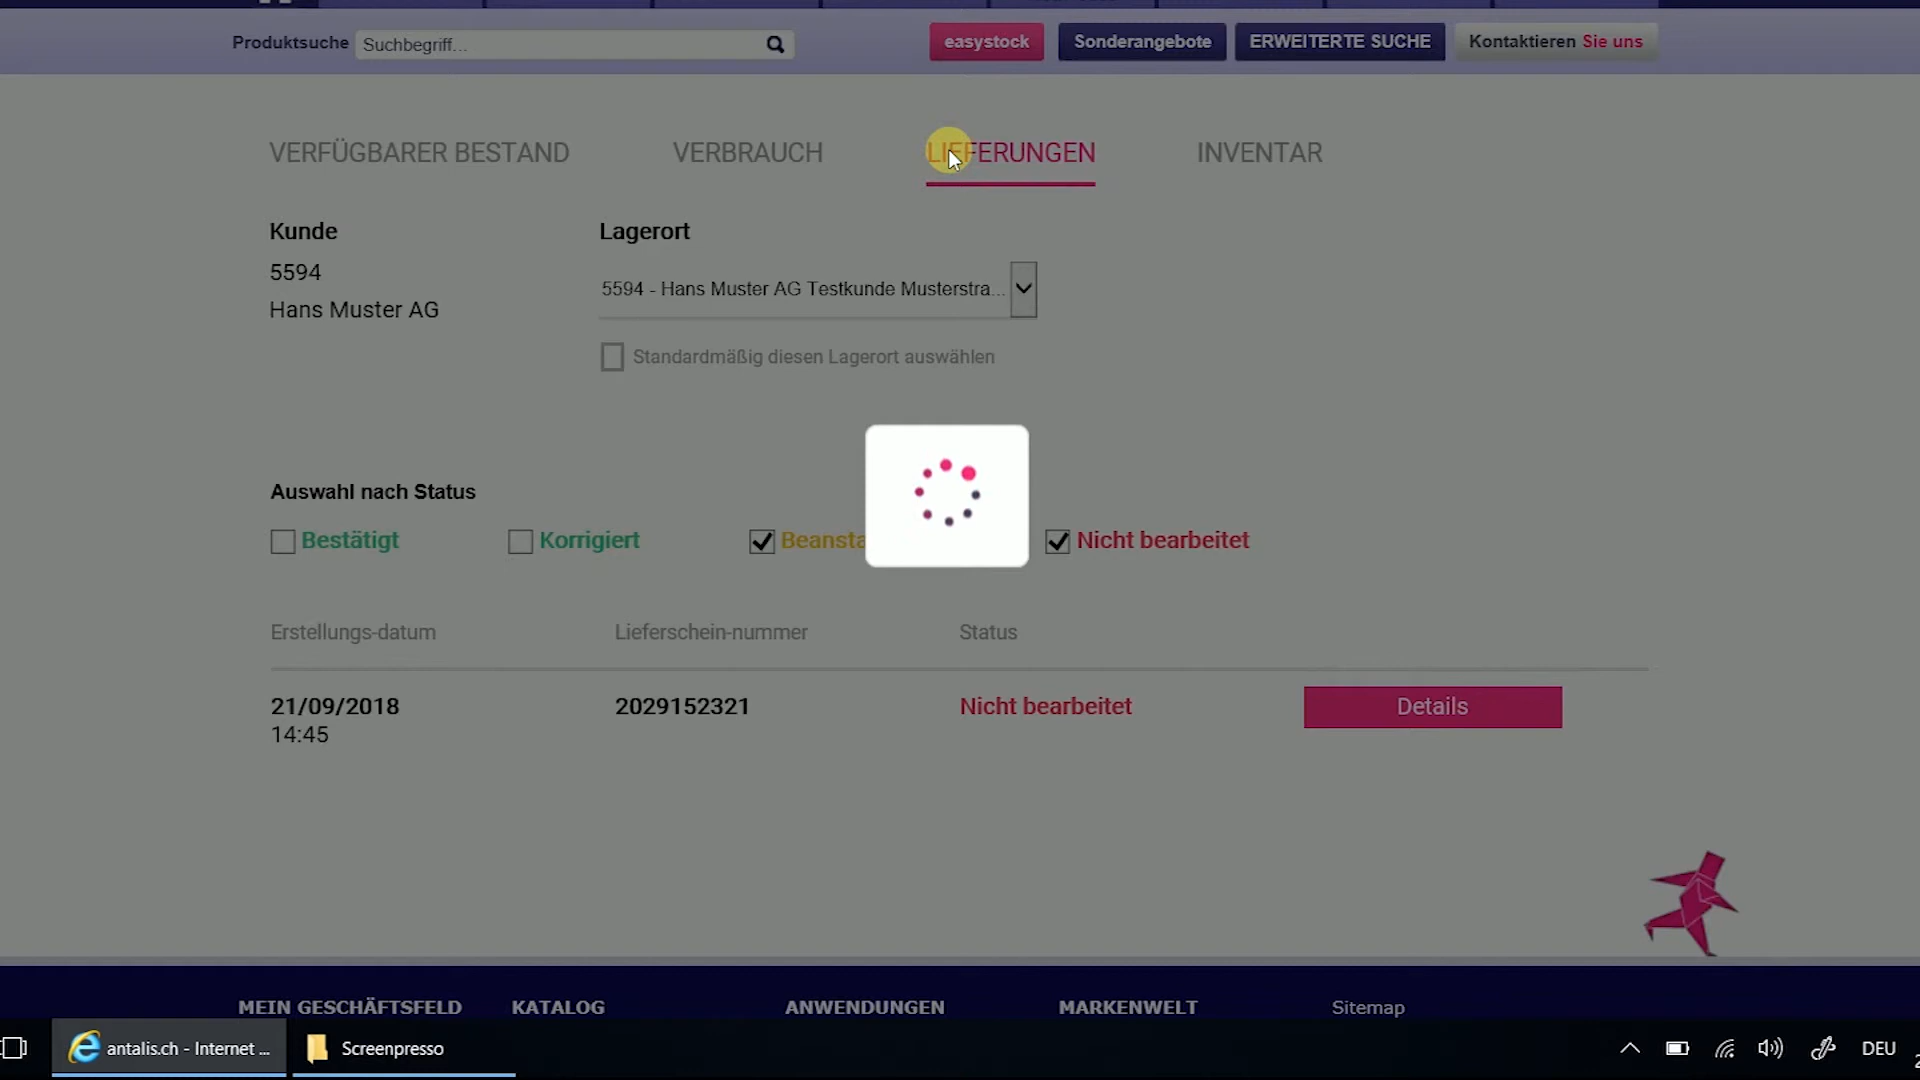 Produktsuche Suchbegriff... easystock Sonderangebote ERWEITERTE SUCHE Kontaktieren Sie uns
VERFÜGBARER BESTAND VERBRAUCH LIEFERUNGEN INVENTAR
Kunde Lagerort
5594
5594 - Hans Muster AG Testkunde Musterstra...
Hans Muster AG
Standardmäßig diesen Lagerort auswählen
Auswahl nach Status
Bestätigt Korrigiert Nicht bearbeitet
Erstellungs-datum Lieferschein-nummer Status
21/09/2018 2029152321 Nicht bearbeitet Details
14:45
MEIN GESCHÄFTSFELD KATALOG ANWENDUNGEN MARKENWELT Sitemap
antalis.ch - Internet ... Screenpresso DEU